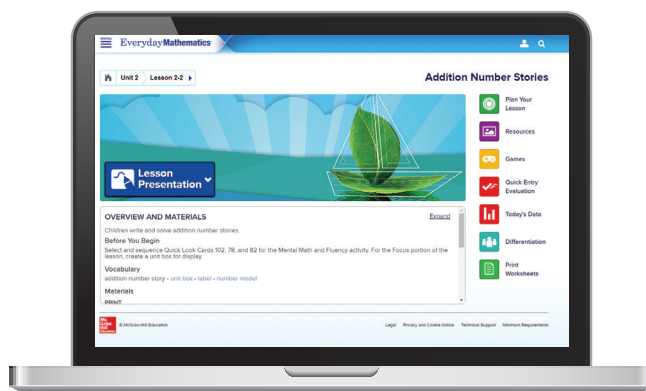 Everyday Mathematics
Unit 2 Lesson 2-2
Addition Number Stories
Lesson
Presentation
Plan Your
Lesson
Resources
Games
Quick Entry
Evaluation
Today's Data
Differentiation
Print
Worksheets
OVERVIEW AND MATERIALS
Expand
Children write and solve addition number stories.
Before You Begin
Select and sequence Quick Look Cards 102, 78, and 82 for the Mental Math and Fluency activity. For the Focus portion of the
lesson, create a unit box for display.
Vocabulary
addition number story • unit box • label • number model
Materials
PRINT
Mc
Graw
Hill
Education
© McGraw-Hill Education
Legal Privacy and Cookie Notice Technical Support Minimum Requirements